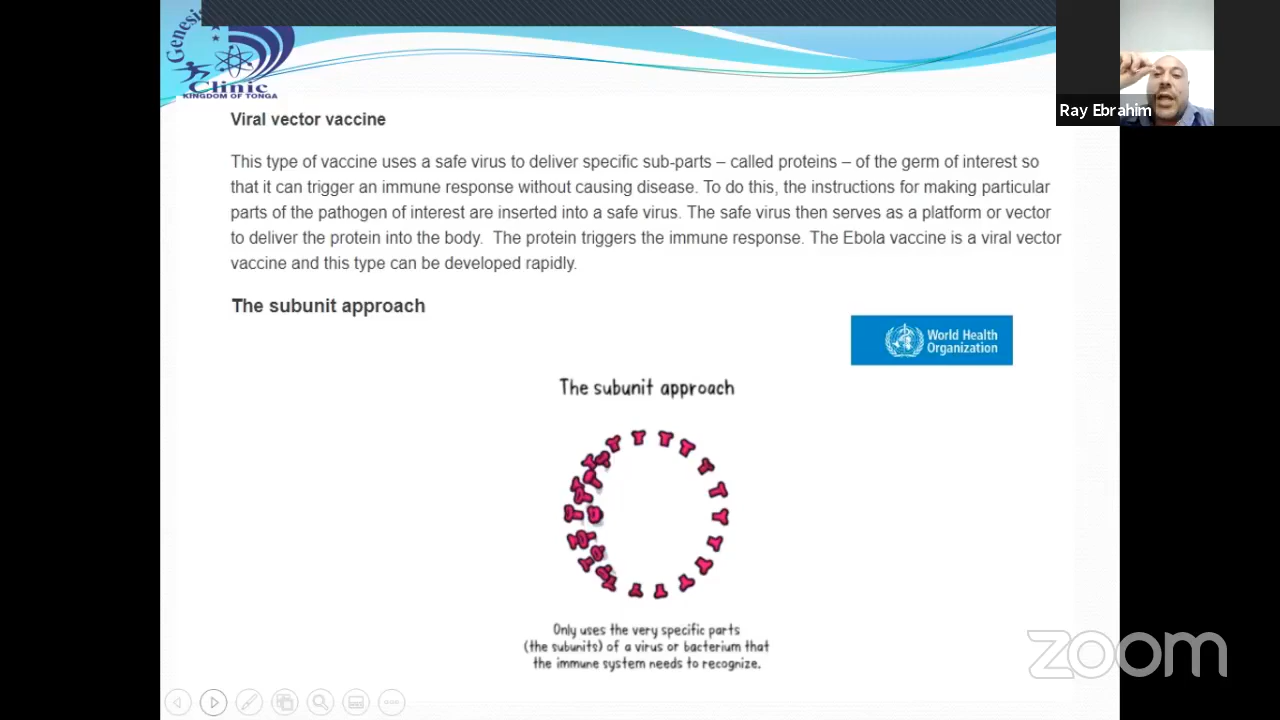 Genesis
Clinic
KINGDOM OF TONGA
Ray Ebrahim
Viral vector vaccine
This type of vaccine uses a safe virus to deliver specific sub-parts – called proteins – of the germ of interest so
that it can trigger an immune response without causing disease. To do this, the instructions for making particular
parts of the pathogen of interest are inserted into a safe virus. The safe virus then serves as a platform or vector
to deliver the protein into the body. The protein triggers the immune response. The Ebola vaccine is a viral vector
vaccine and this type can be developed rapidly.
The subunit approach
World Health
Organization
The subunit approach
Only uses the very specific parts
(the subunits) of a virus or bacterium that
the immune system needs to recognize.
zoom